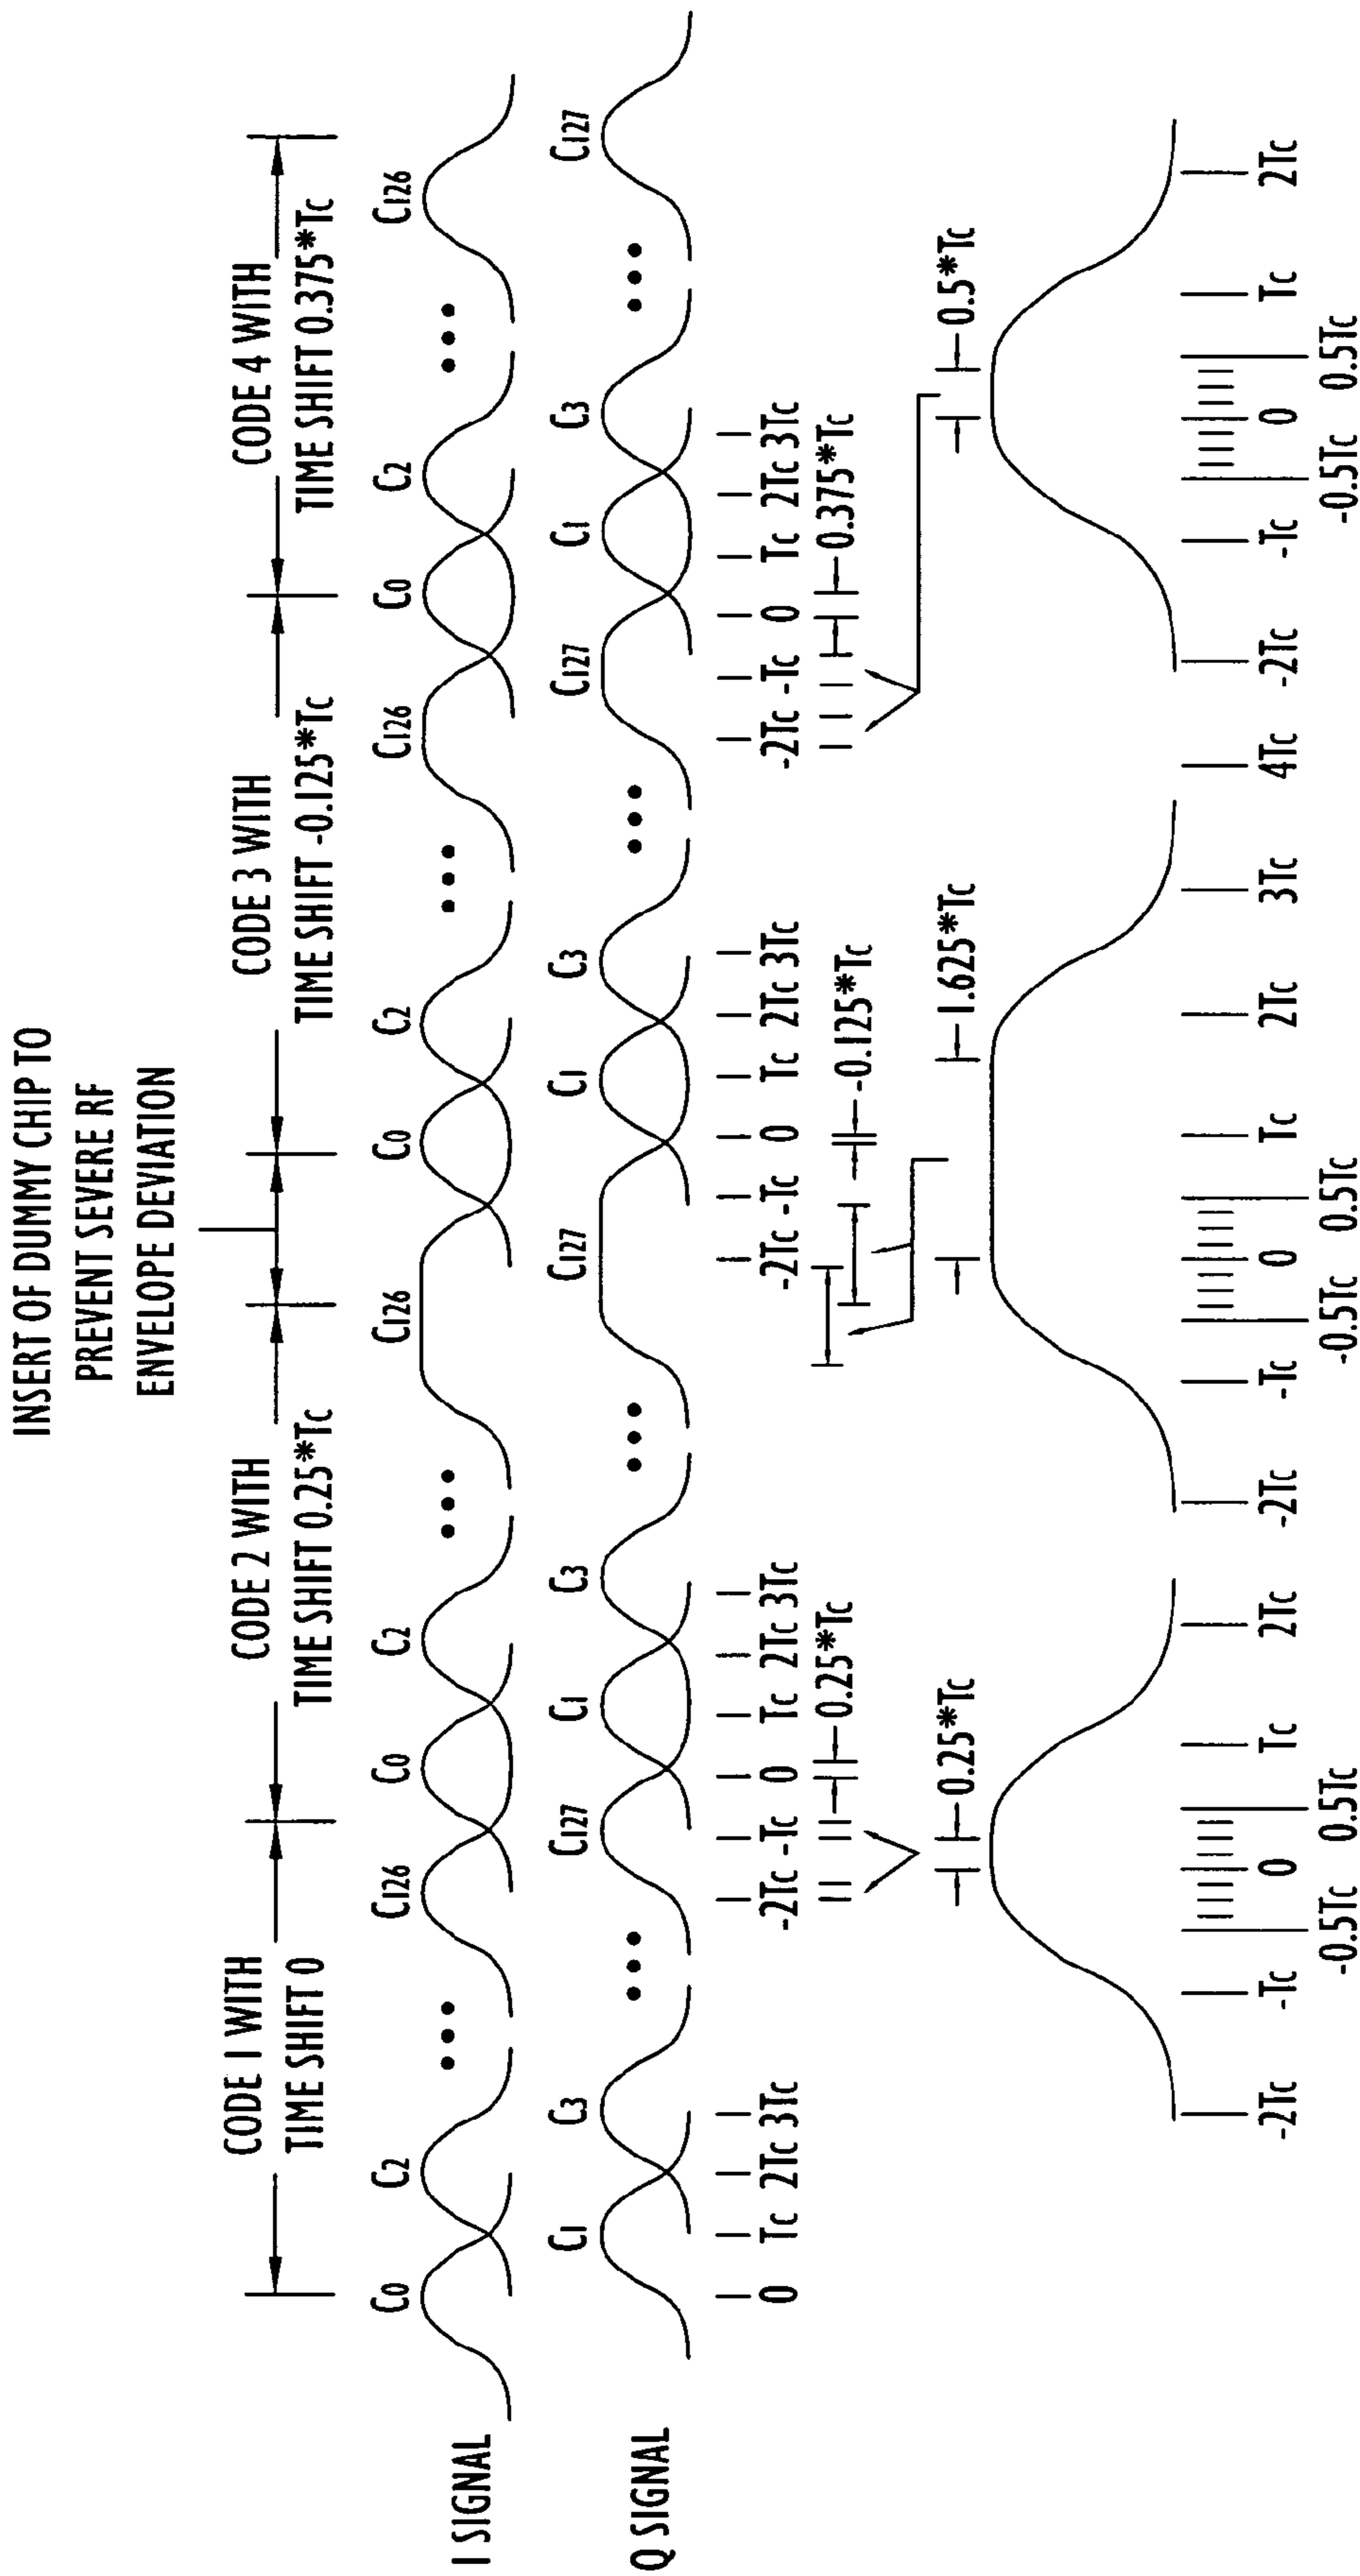 INSERT OF DUMMY CHIP TO
PREVENT SEVERE RF
ENVELOPE DEVIATION
CODE 1 WITH
TIME SHIFT 0
CODE 2 WITH
TIME SHIFT 0.25*Tc
CODE 3 WITH
TIME SHIFT -0.125*Tc
CODE 4 WITH
TIME SHIFT 0.375*Tc
I SIGNAL
C0 C2 C126 C0 C2 C126 C0 C2 C126 C0 C2 C126
Q SIGNAL
C1 C3 C127 C1 C3 C127 C1 C3 C127 C1 C3 C127
0 Tc 2Tc 3Tc -2Tc -Tc 0 Tc 2Tc 3Tc -2Tc -Tc 0 Tc 2Tc 3Tc -2Tc -Tc 0 Tc 2Tc 3Tc
0.25*Tc -0.125*Tc 0.375*Tc
0.25*Tc 1.625*Tc 0.5*Tc
-2Tc -Tc 0 Tc 2Tc -2Tc -Tc 0 Tc 2Tc 3Tc 4Tc -2Tc -Tc 0 Tc 2Tc
-0.5Tc 0.5Tc -0.5Tc 0.5Tc -0.5Tc 0.5Tc